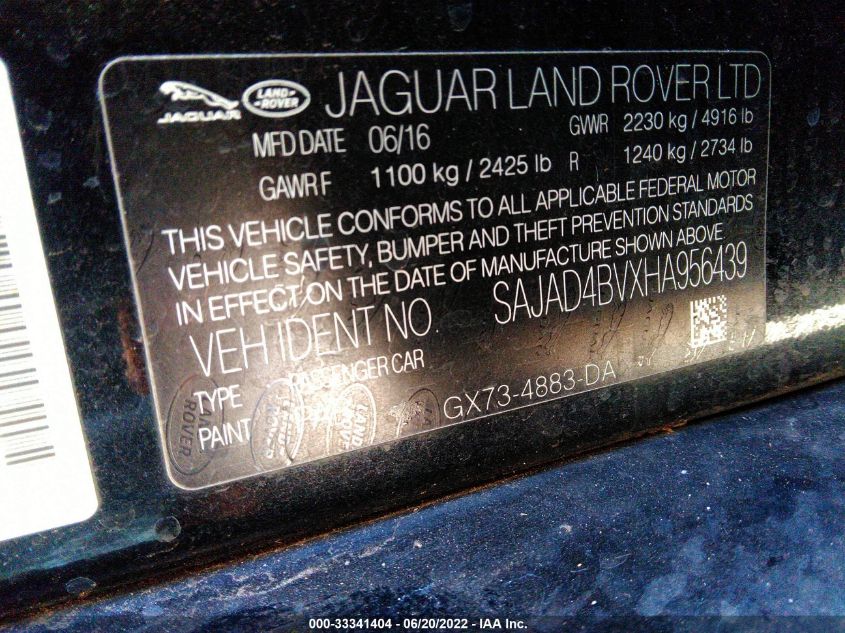 JAGUAR LAND ROVER JAGUAR LAND ROVER LTD
MFD DATE 06/16 GVWR 2230 kg / 4916 lb
GAWR F 1100 kg / 2425 lb R 1240 kg / 2734 lb
THIS VEHICLE CONFORMS TO ALL APPLICABLE FEDERAL MOTOR
VEHICLE SAFETY, BUMPER AND THEFT PREVENTION STANDARDS
IN EFFECT ON THE DATE OF MANUFACTURE SHOWN ABOVE
VEH IDENT NO. SAJAD4BVXHA956439
TYPE PASSENGER CAR
PAINT GX73-4883-DA
000-33341404 - 06/20/2022 - IAA Inc.